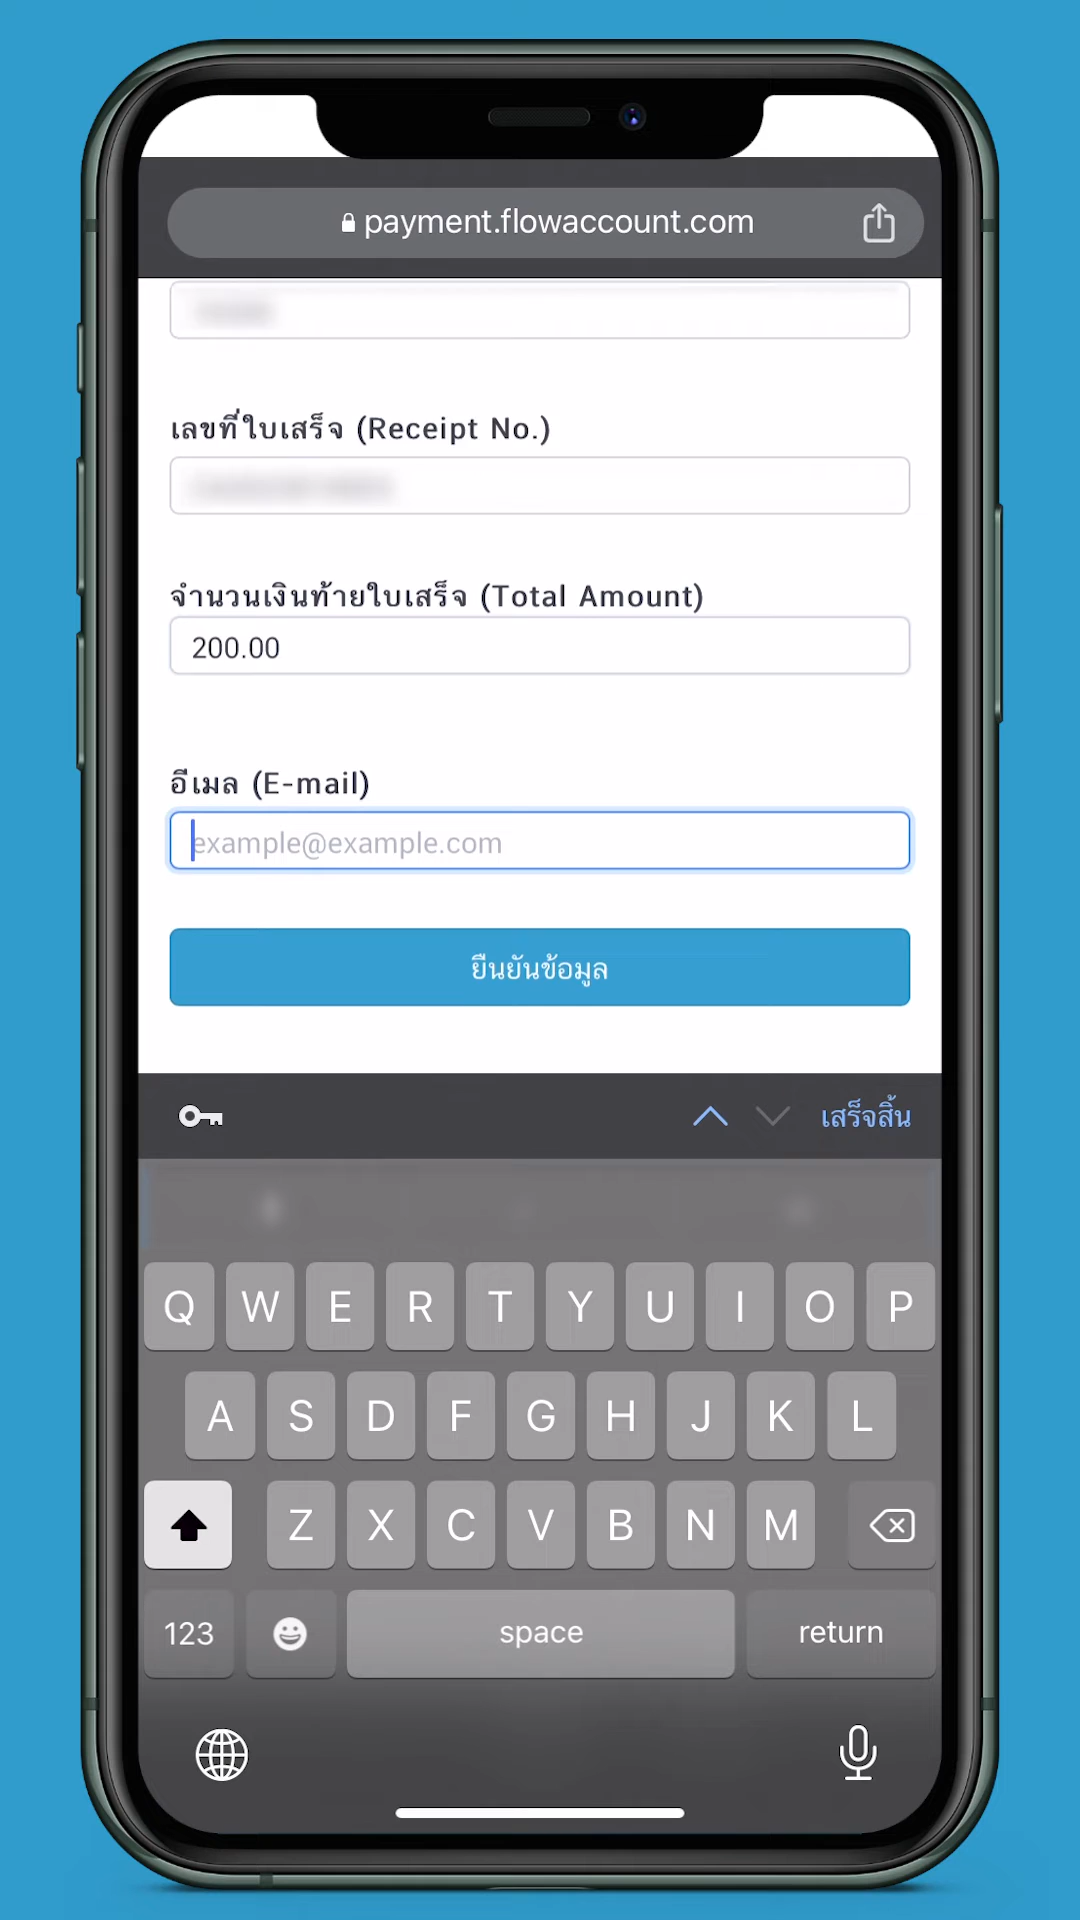 payment.flowaccount.com
เลขที่ใบเสร็จ (Receipt No.)
จำนวนเงินท้ายใบเสร็จ (Total Amount)
200.00
อีเมล (E-mail)
example@example.com
ยืนยันข้อมูล
เสร็จสิ้น
Q W E R T Y U I O P
A S D F G H J K L
Z X C V B N M
123 space return